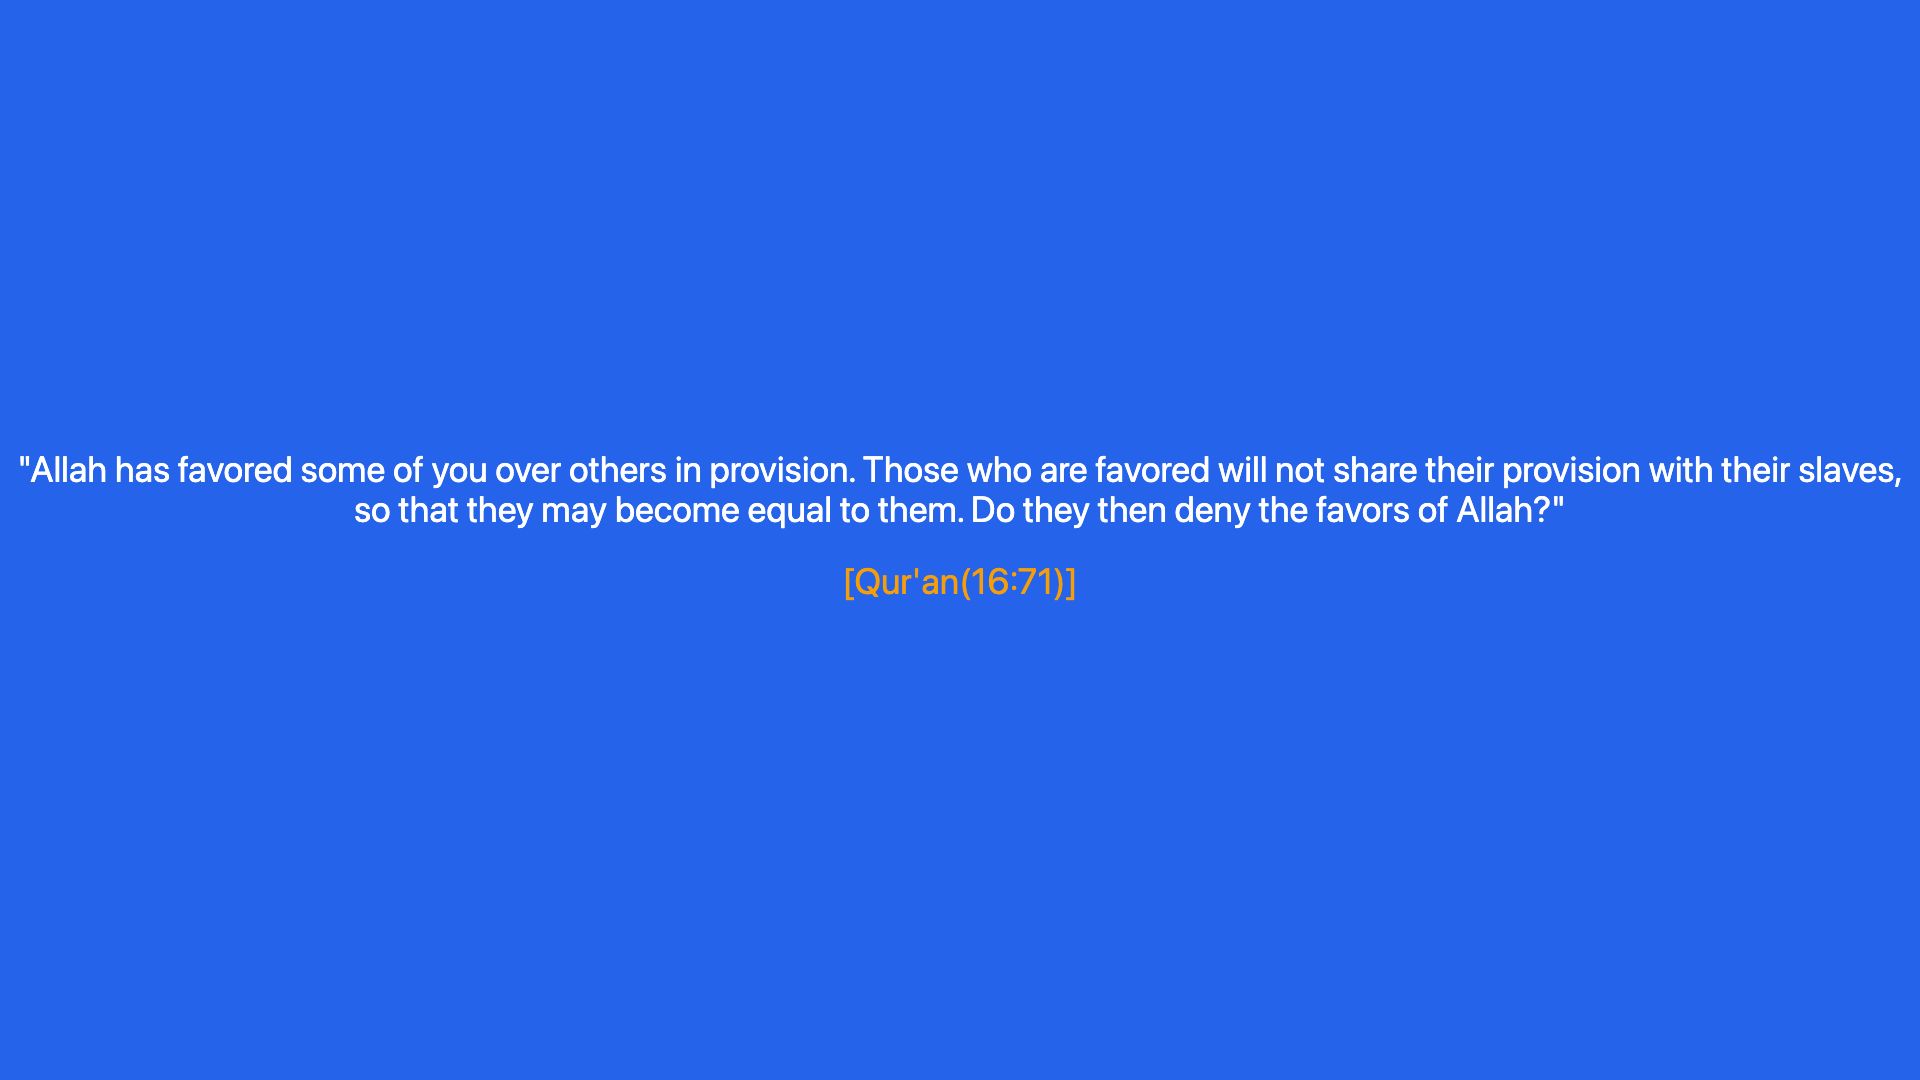 "Allah has favored some of you over others in provision. Those who are favored will not share their provision with their slaves,
so that they may become equal to them. Do they then deny the favors of Allah?"
[Qur'an(16:71)]